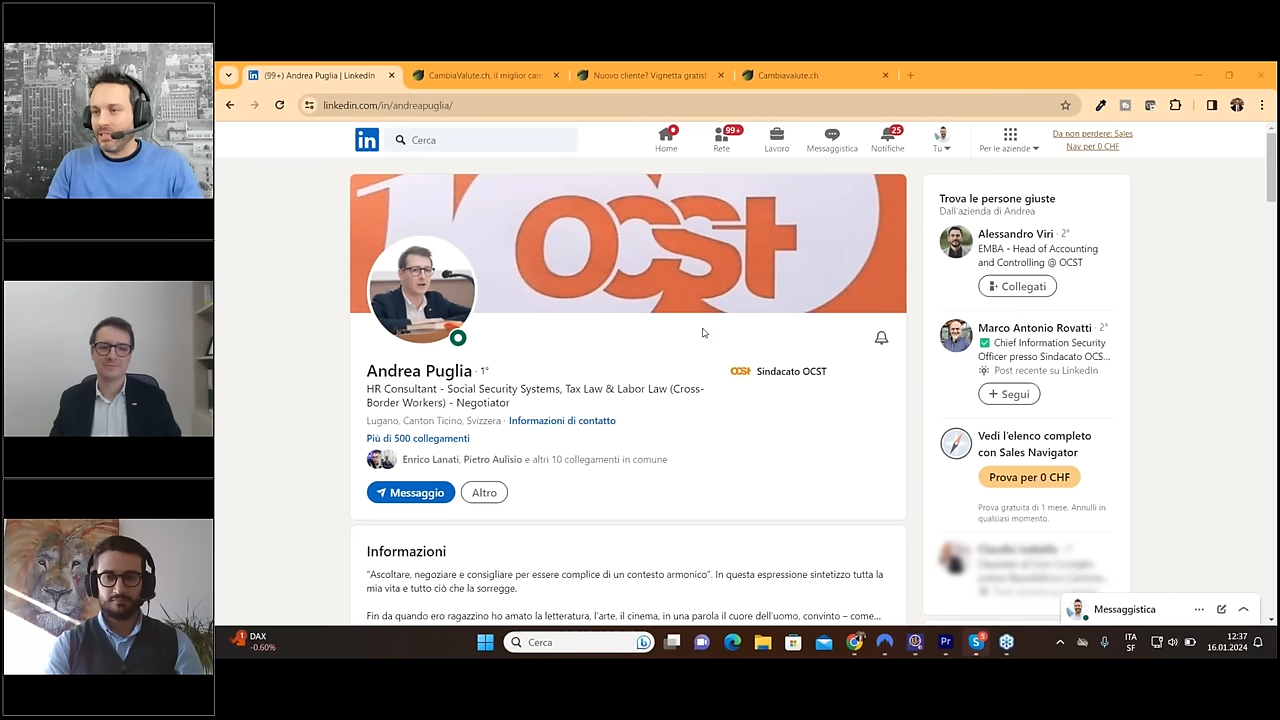 (99+) Andrea Puglia | LinkedIn
CambiaValute.ch, il miglior cam
Nuovo cliente? Vignetta gratis!
Cambiavalute.ch
linkedin.com/in/andreapuglia/
in
Cerca
99+
25
Home
Rete
Lavoro
Messaggistica
Notifiche
Tu
Per le aziende
Da non perdere: Sales
Nav per 0 CHF
ocst
Andrea Puglia · 1°
OCST Sindacato OCST
HR Consultant - Social Security Systems, Tax Law & Labor Law (Cross-
Border Workers) - Negotiator
Lugano, Canton Ticino, Svizzera · Informazioni di contatto
Più di 500 collegamenti
Enrico Lanati, Pietro Aulisio e altri 10 collegamenti in comune
Messaggio
Altro
Informazioni
"Ascoltare, negoziare e consigliare per essere complice di un contesto armonico". In questa espressione sintetizzo tutta la
mia vita e tutto ciò che la sorregge.
Fin da quando ero ragazzino ho amato la letteratura, l'arte, il cinema, in una parola il cuore dell'uomo, convinto – come...
Trova le persone giuste
Dall'azienda di Andrea
Alessandro Viri · 2°
EMBA - Head of Accounting
and Controlling @ OCST
Collegati
Marco Antonio Rovatti · 2°
Chief Information Security
Officer presso Sindacato OCS...
Post recente su LinkedIn
Segui
Vedi l'elenco completo
con Sales Navigator
Prova per 0 CHF
Prova gratuita di 1 mese. Annulli in
qualsiasi momento.
Messaggistica
1
DAX
-0.60%
Cerca
Pr
5
ITA
SF
12:37
16.01.2024